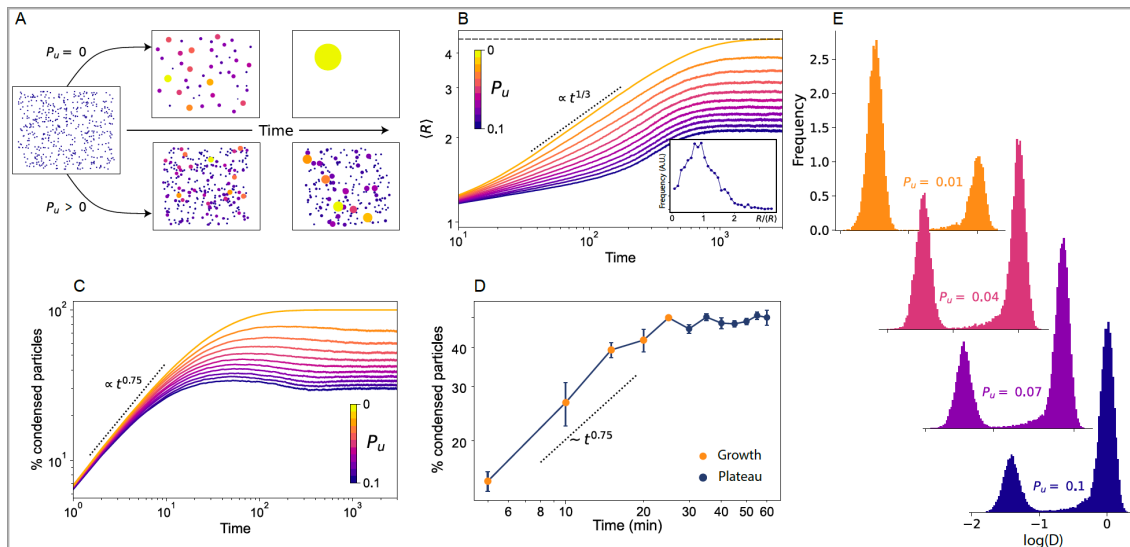 A
P_u = 0
Time
P_u > 0
B
⟨R⟩
4
3
2
1
0
P_u
0.1
∝ t^{1/3}
Frequency (A.U.)
0 1 2 R/⟨R⟩
10^1 10^2 10^3
Time
C
% condensed particles
10^2
10^1
∝ t^{0.75}
0
P_u
0.1
10^0 10^1 10^2 10^3
Time
D
% condensed particles
40
30
20
~ t^{0.75}
Growth
Plateau
6 8 10 20 30 40 50 60
Time (min)
E
Frequency
2.5
2.0
1.5
1.0
0.5
0.0
P_u = 0.01
P_u = 0.04
P_u = 0.07
P_u = 0.1
−2 −1 0
log(D)